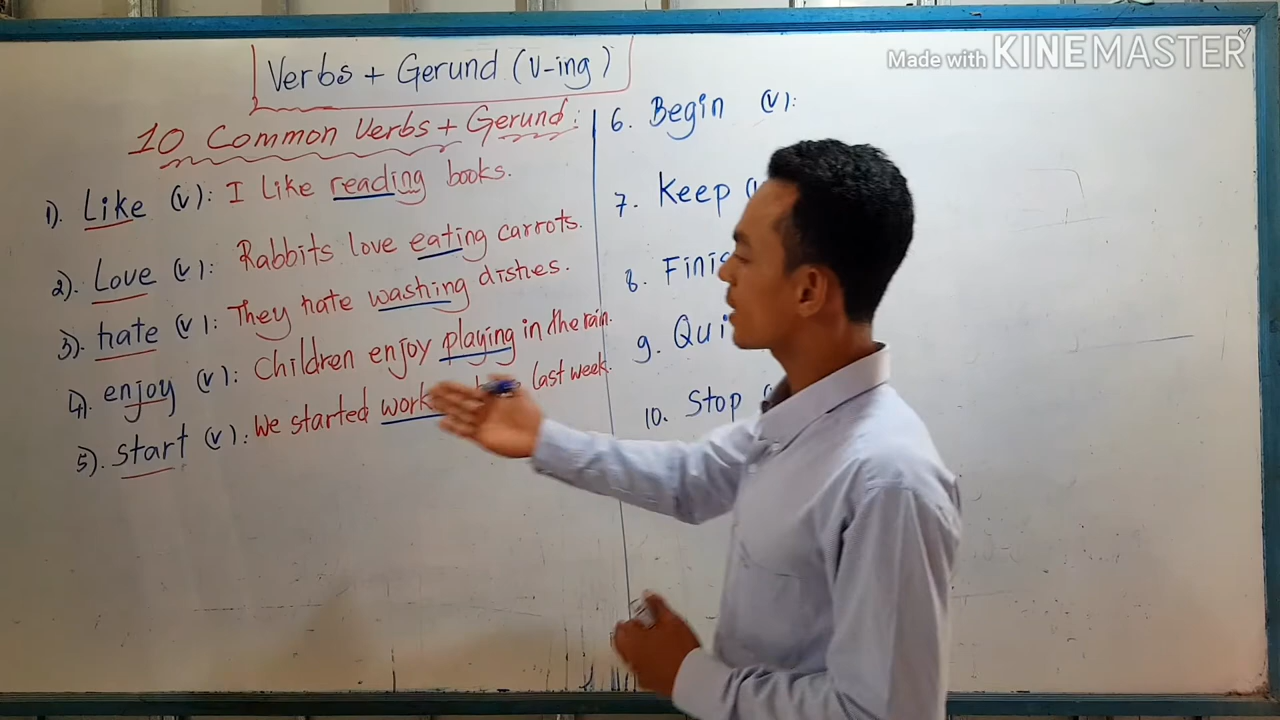 Made with KINEMASTER
Verbs + Gerund (V-ing)
10 Common Verbs + Gerund:
1). Like (v): I like reading books.
2). Love (v): Rabbits love eating carrots.
3). hate (v): They hate washing dishes.
4). enjoy (v): Children enjoy playing in the rain.
5). start (v): We started work last week.
6. Begin (v):
7. Keep
8. Finis
9. Qui
10. Stop